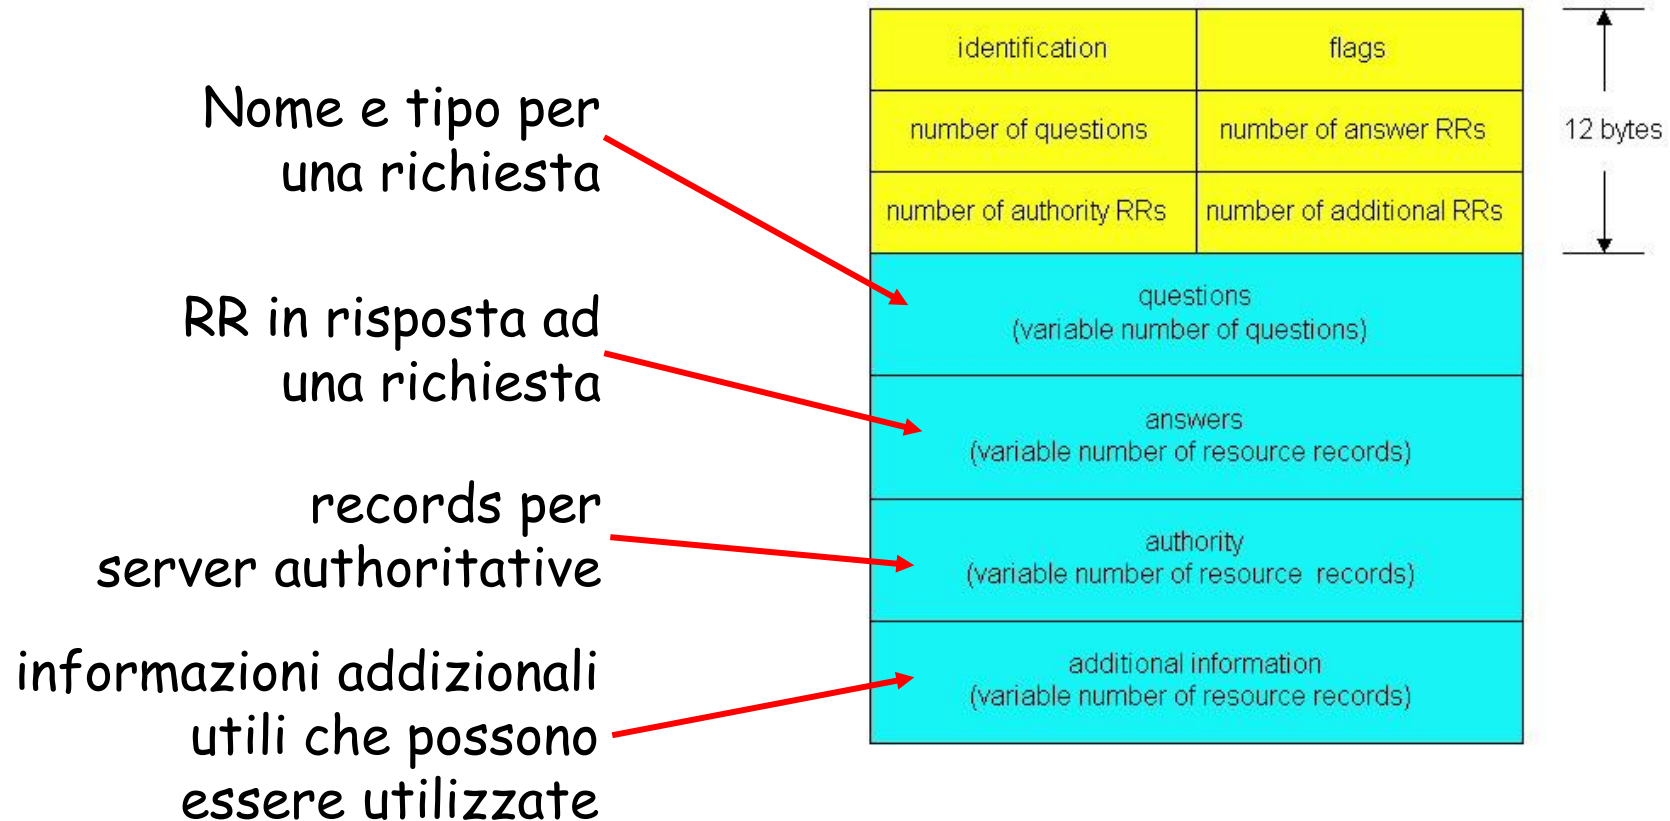 Nome e tipo per
una richiesta
RR in risposta ad
una richiesta
records per
server authoritative
informazioni addizionali
utili che possono
essere utilizzate
identification
flags
number of questions
number of answer RRs
number of authority RRs
number of additional RRs
questions
(variable number of questions)
answers
(variable number of resource records)
authority
(variable number of resource records)
additional information
(variable number of resource records)
12 bytes